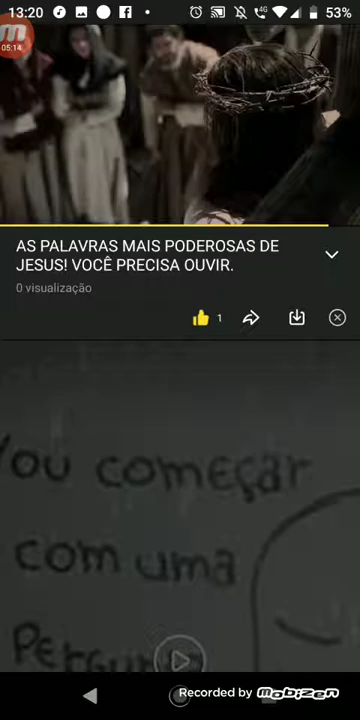 13:20
4G
53%
05:14
AS PALAVRAS MAIS PODEROSAS DE
JESUS! VOCÊ PRECISA OUVIR.
0 visualização
1
Vou começar
com uma
Recorded by mobizen